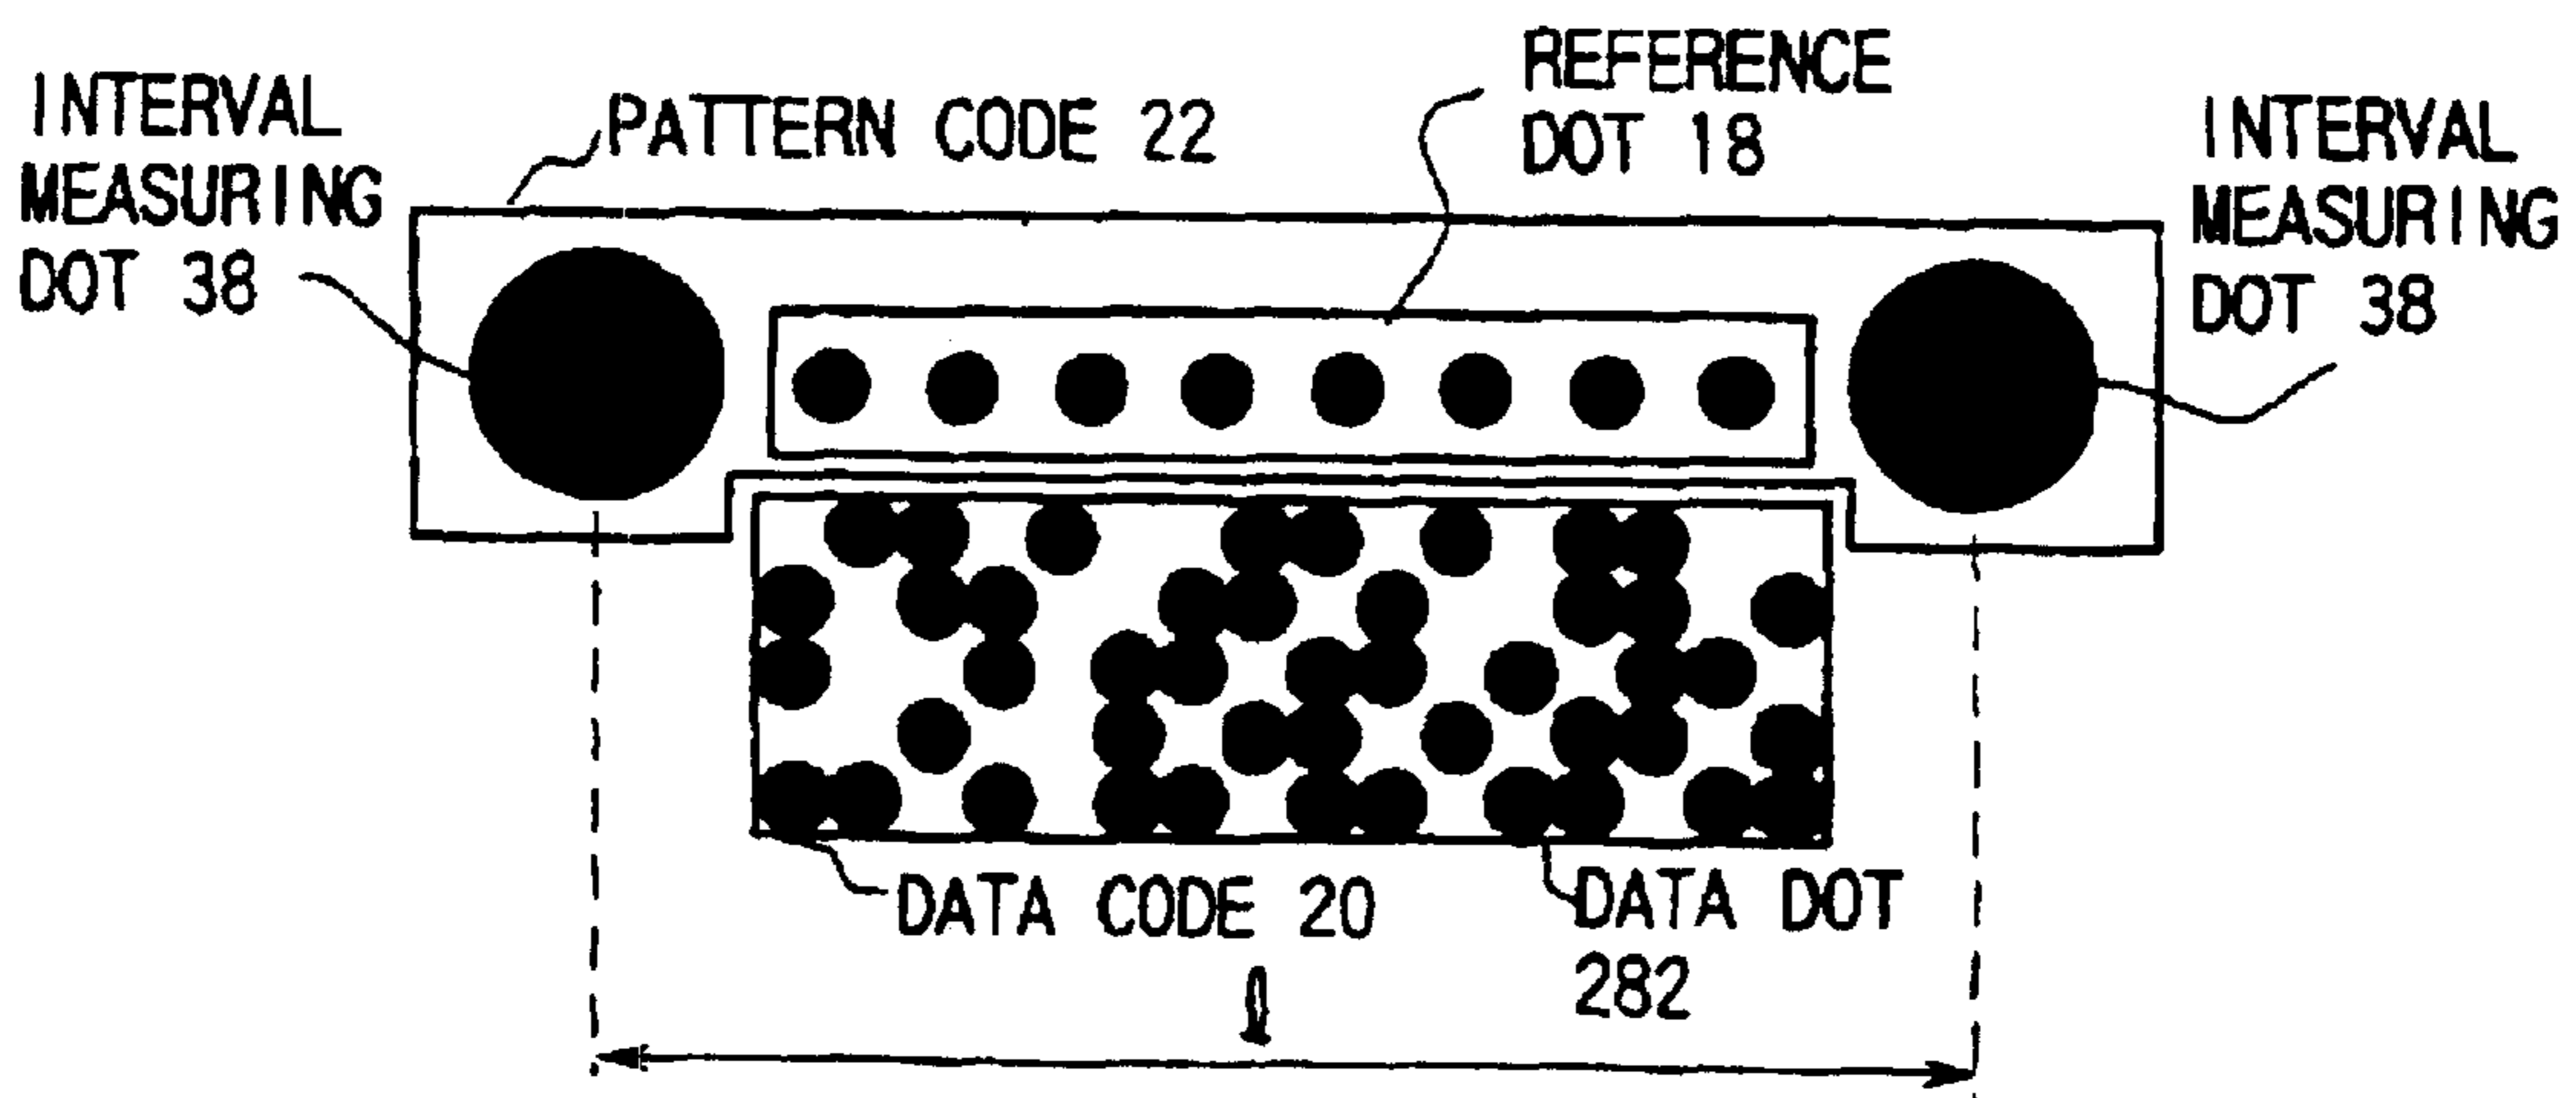 INTERVAL
MEASURING
DOT 38
PATTERN CODE 22
REFERENCE
DOT 18
INTERVAL
MEASURING
DOT 38
DATA CODE 20
DATA DOT
282
l